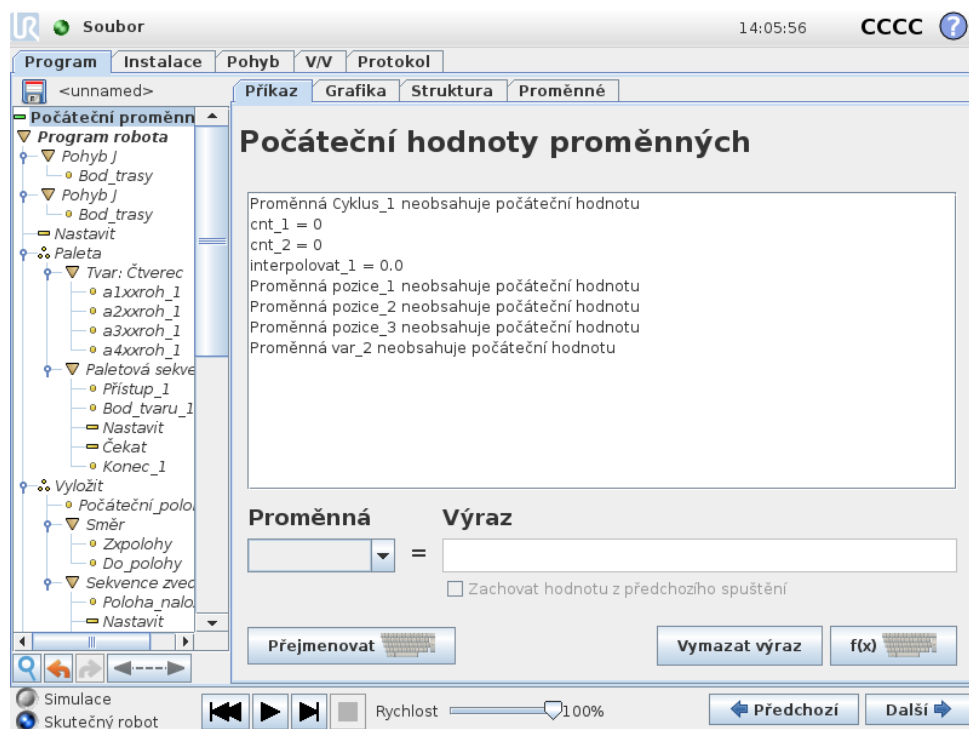 UR Soubor 14:05:56 CCCC ?
Program Instalace Pohyb V/V Protokol
<unnamed>
Příkaz Grafika Struktura Proměnné
Počáteční proměnn
Program robota
Pohyb J
Bod_trasy
Pohyb J
Bod_trasy
Nastavit
Paleta
Tvar: Čtverec
a1xxroh_1
a2xxroh_1
a3xxroh_1
a4xxroh_1
Paletová sekve
Přístup_1
Bod_tvaru_1
Nastavit
Čekat
Konec_1
Vyložit
Počáteční_polo
Směr
Zxpolohy
Do_polohy
Sekvence zved
Poloha_nalo
Nastavit
Počáteční hodnoty proměnných
Proměnná Cyklus_1 neobsahuje počáteční hodnotu
cnt_1 = 0
cnt_2 = 0
interpolovat_1 = 0.0
Proměnná pozice_1 neobsahuje počáteční hodnotu
Proměnná pozice_2 neobsahuje počáteční hodnotu
Proměnná pozice_3 neobsahuje počáteční hodnotu
Proměnná var_2 neobsahuje počáteční hodnotu
Proměnná Výraz
=
Zachovat hodnotu z předchozího spuštění
Přejmenovat Vymazat výraz f(x)
Simulace
Skutečný robot
Rychlost 100%
Předchozí Další